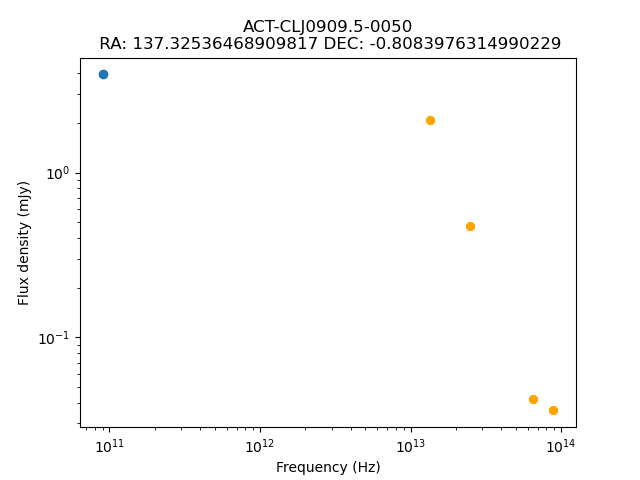 ACT-CLJ0909.5-0050
RA: 137.32536468909817 DEC: -0.8083976314990229
Flux density (mJy)
10⁰
10⁻¹
10¹¹ 10¹² 10¹³ 10¹⁴
Frequency (Hz)